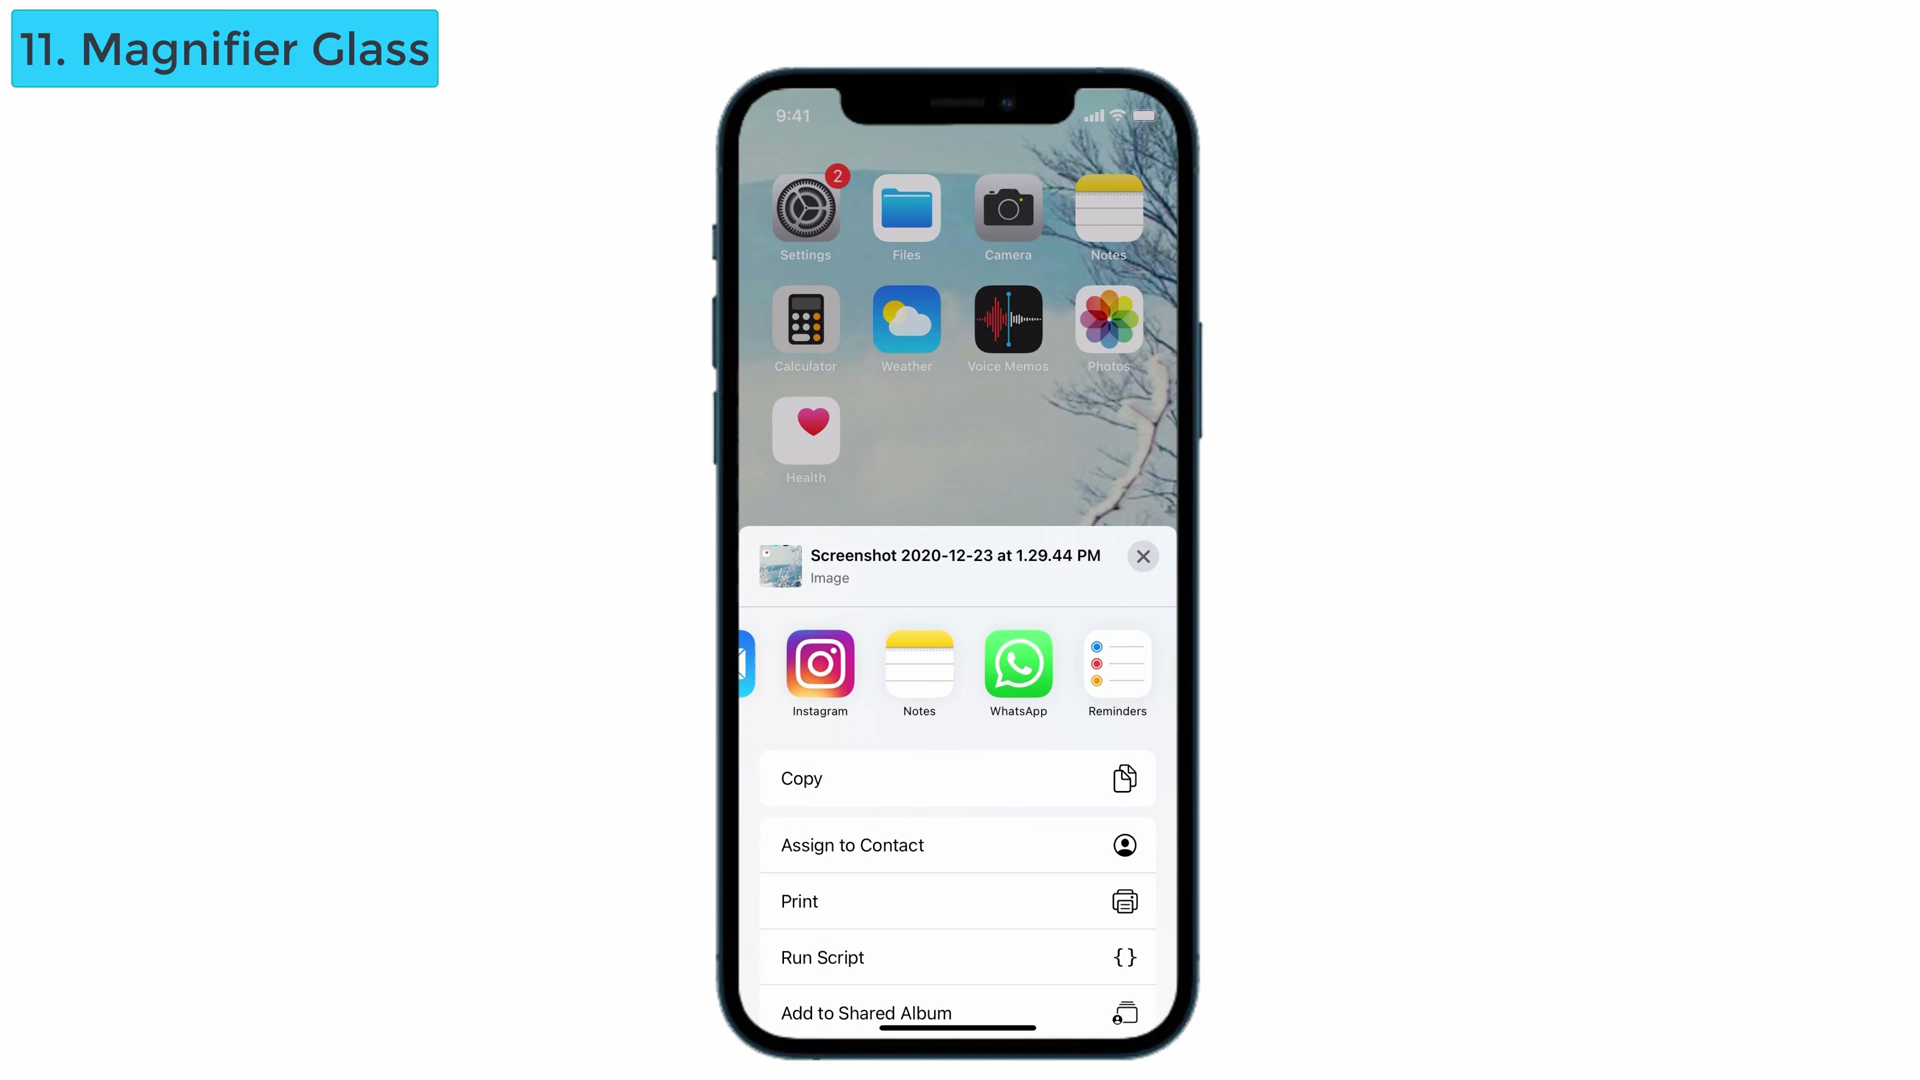 11. Magnifier Glass
9:41
2
Settings
Files
Camera
Notes
Calculator
Weather
Voice Memos
Photos
Health
Screenshot 2020-12-23 at 1.29.44 PM
Image
Instagram
Notes
WhatsApp
Reminders
Copy
Assign to Contact
Print
Run Script
Add to Shared Album